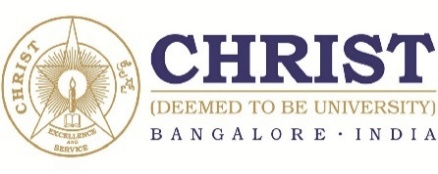 CHRIST
ಕ್ರೈಸ್ಟ್
EXCELLENCE
AND
SERVICE
CHRIST
(DEEMED TO BE UNIVERSITY)
BANGALORE · INDIA